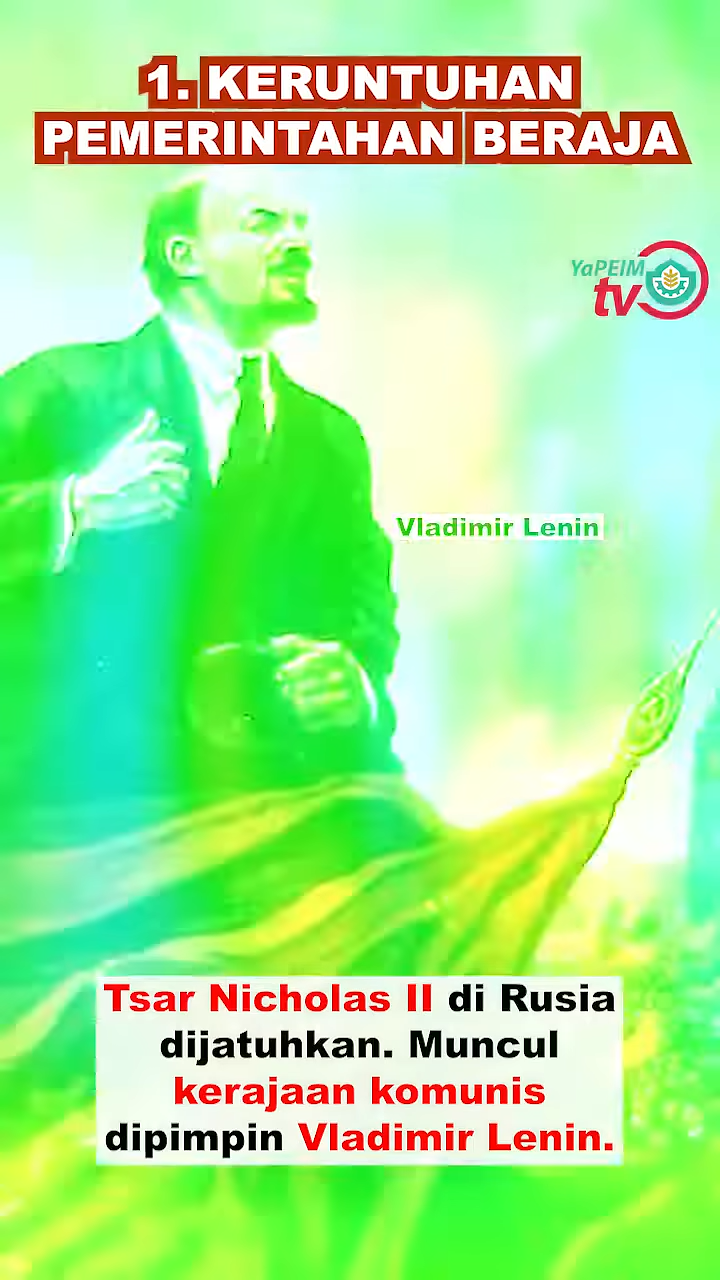 1. KERUNTUHAN
PEMERINTAHAN BERAJA
YaPEIM
tv
Vladimir Lenin
Tsar Nicholas II di Rusia
dijatuhkan. Muncul
kerajaan komunis
dipimpin Vladimir Lenin.